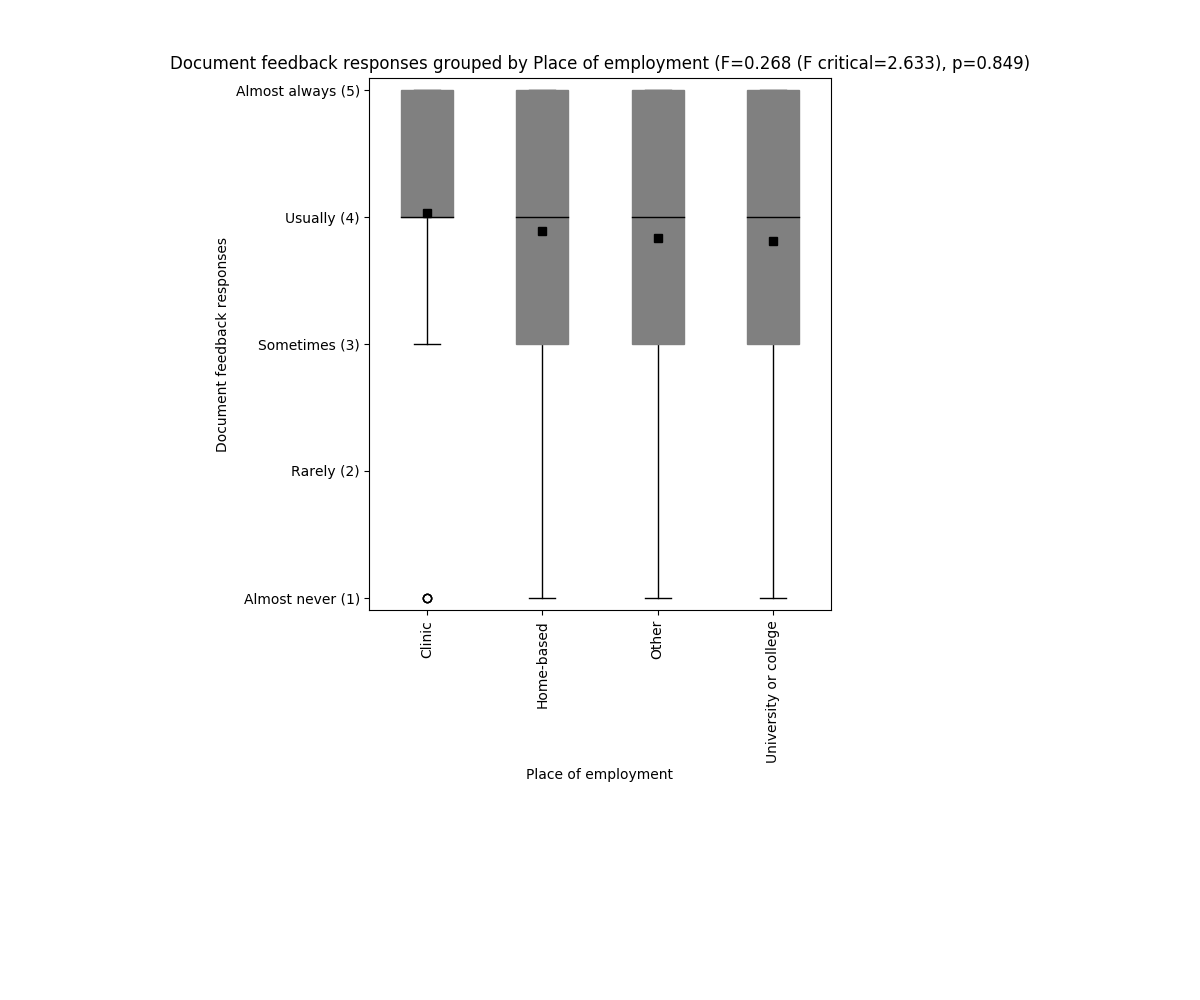 Document feedback responses grouped by Place of employment (F=0.268 (F critical=2.633), p=0.849)
Almost always (5)
Usually (4)
Sometimes (3)
Rarely (2)
Almost never (1)
Document feedback responses
Clinic
Home-based
Other
University or college
Place of employment